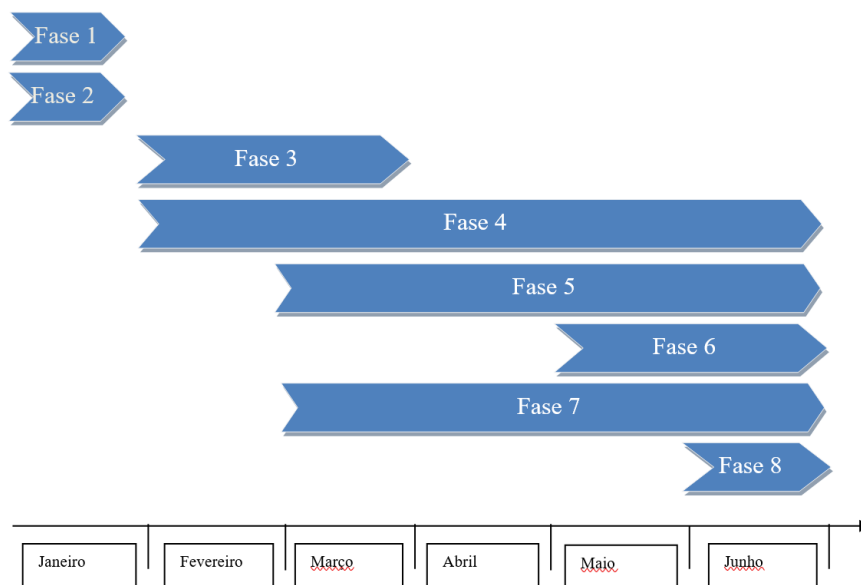 Fase 1
Fase 2
Fase 3
Fase 4
Fase 5
Fase 6
Fase 7
Fase 8
Janeiro
Fevereiro
Março
Abril
Maio
Junho